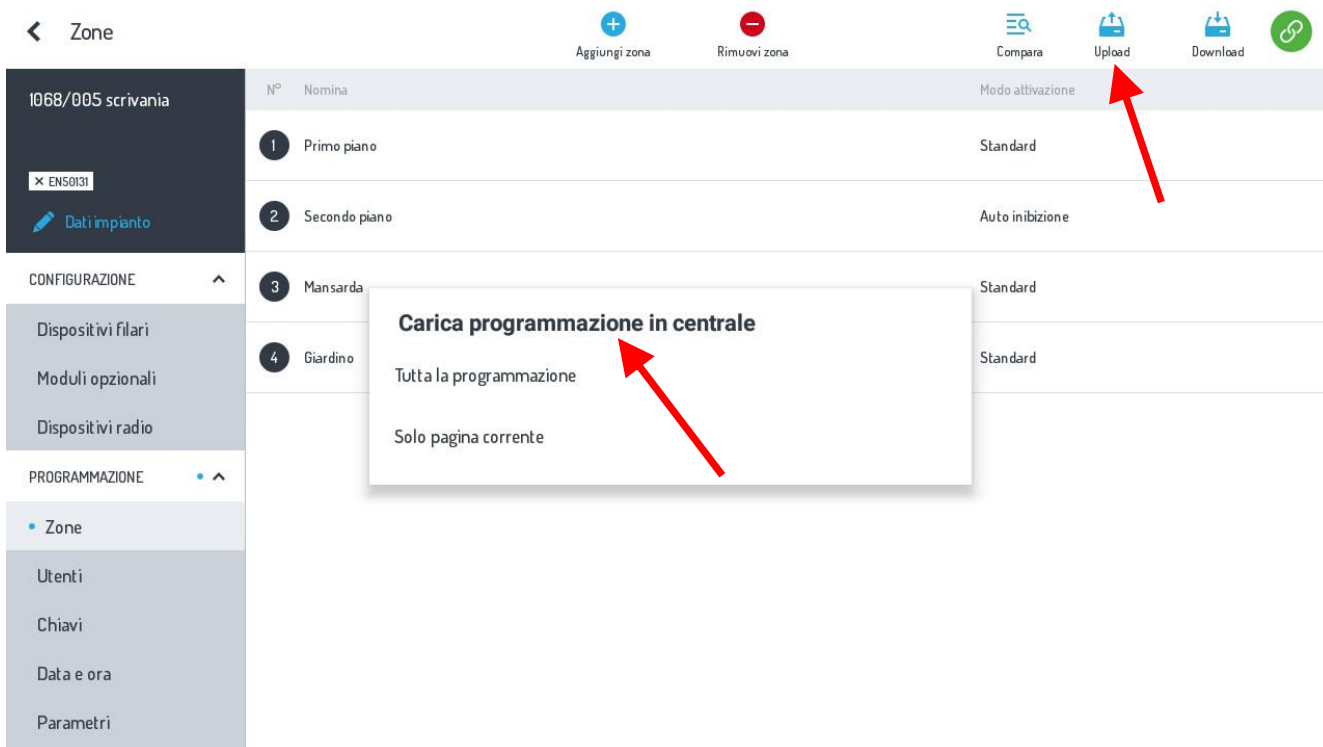 Zone
Aggiungi zona
Rimuovi zona
Compara
Upload
Download
1068/005 scrivania
× EN50131
Dati impianto
CONFIGURAZIONE
Dispositivi filari
Moduli opzionali
Dispositivi radio
PROGRAMMAZIONE
Zone
Utenti
Chiavi
Data e ora
Parametri
N° Nomina Modo attivazione
1 Primo piano Standard
2 Secondo piano Auto inibizione
3 Mansarda Standard
4 Giardino Standard
Carica programmazione in centrale
Tutta la programmazione
Solo pagina corrente